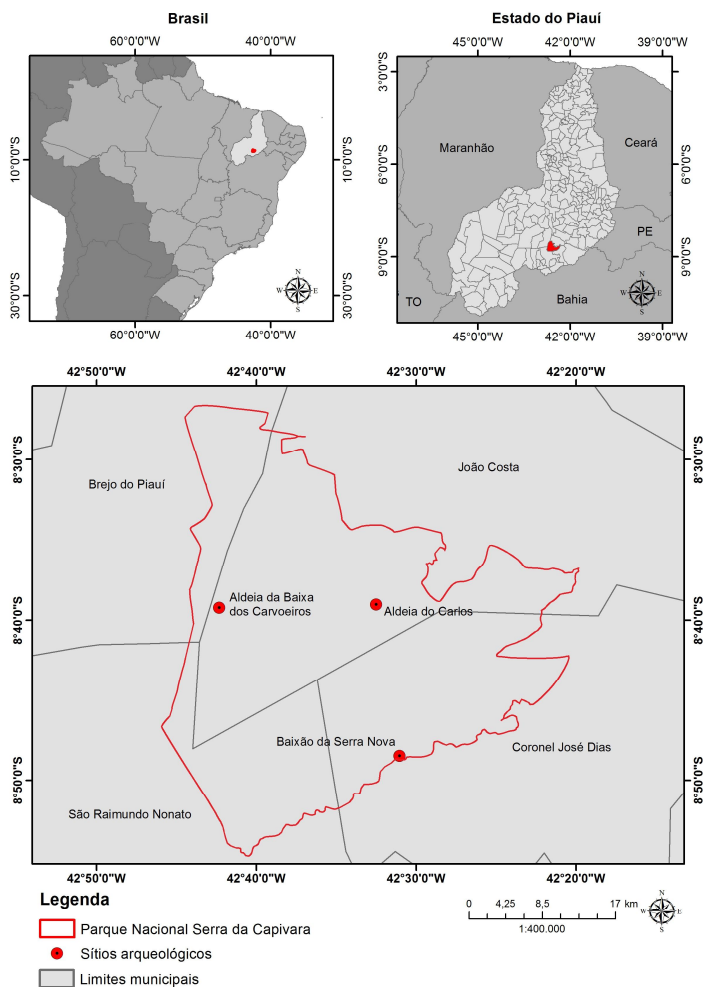 Brasil
60°0'0"W 40°0'0"W
10°0'0"S
30°0'0"S
10°0'0"S
30°0'0"S
N
W E
S
60°0'0"W 40°0'0"W
Estado do Piauí
45°0'0"W 42°0'0"W 39°0'0"W
3°0'0"S
6°0'0"S
9°0'0"S
3°0'0"S
6°0'0"S
9°0'0"S
Maranhão
Ceará
PE
TO
Bahia
N
W E
S
45°0'0"W 42°0'0"W 39°0'0"W
42°50'0"W 42°40'0"W 42°30'0"W 42°20'0"W
8°30'0"S
8°40'0"S
8°50'0"S
8°30'0"S
8°40'0"S
8°50'0"S
João Costa
Brejo do Piauí
Aldeia da Baixa
dos Carvoeiros
Aldeia do Carlos
Baixão da Serra Nova
Coronel José Dias
São Raimundo Nonato
42°50'0"W 42°40'0"W 42°30'0"W 42°20'0"W
Legenda
Parque Nacional Serra da Capivara
Sítios arqueológicos
Limites municipais
0 4,25 8,5 17 km
1:400.000
N
W E
S